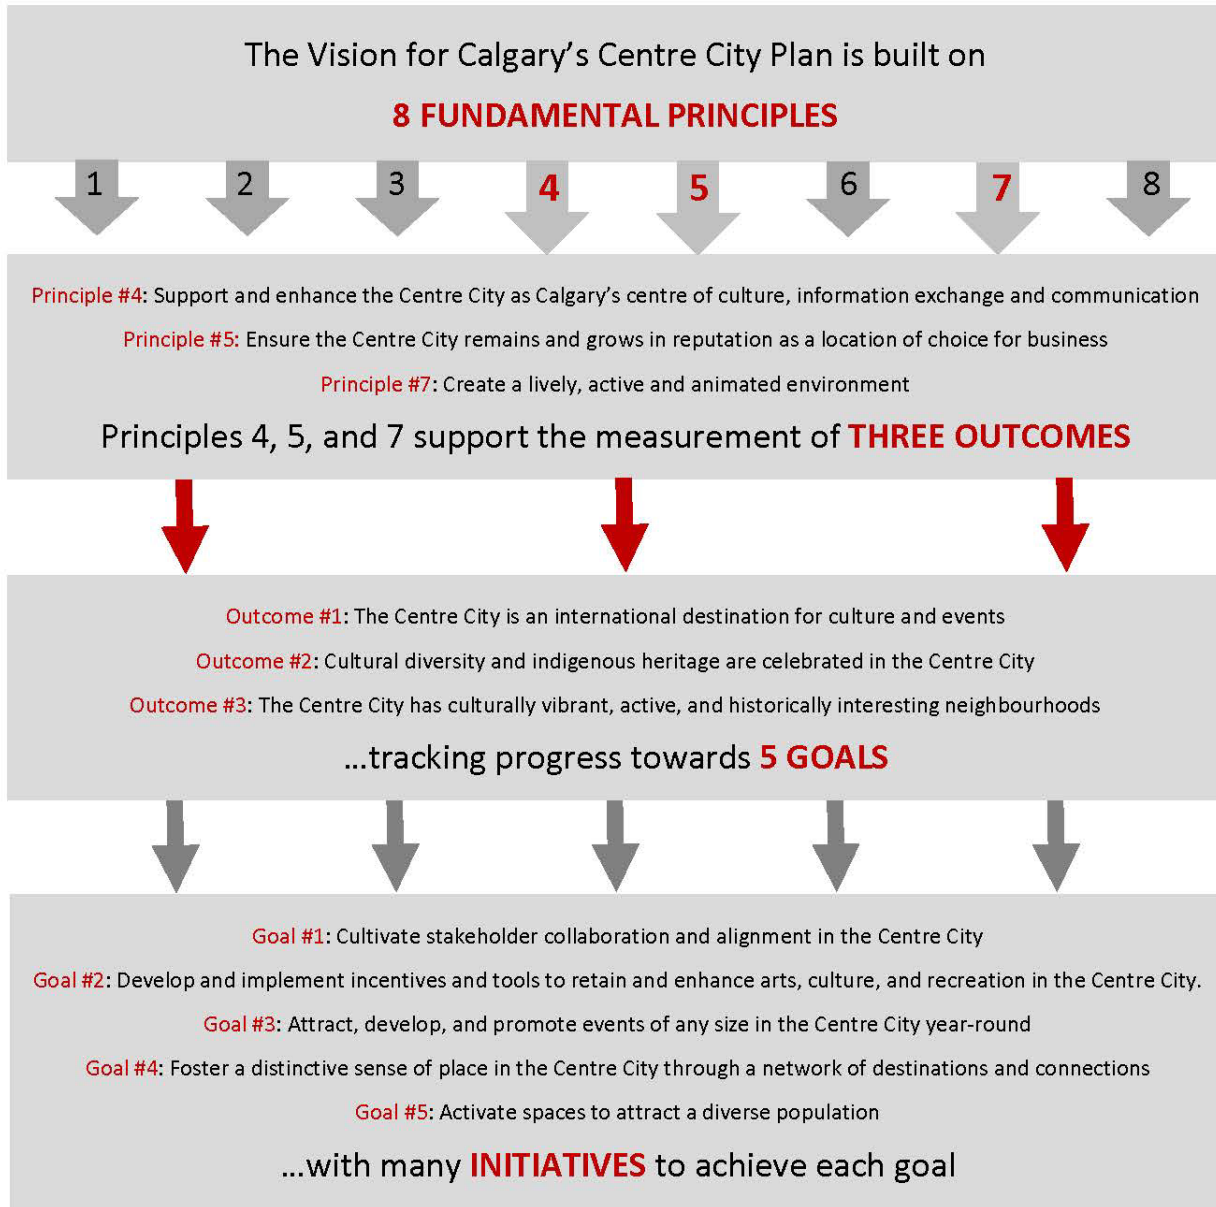 The Vision for Calgary’s Centre City Plan is built on
8 FUNDAMENTAL PRINCIPLES
1 2 3 4 5 6 7 8
Principle #4: Support and enhance the Centre City as Calgary’s centre of culture, information exchange and communication
Principle #5: Ensure the Centre City remains and grows in reputation as a location of choice for business
Principle #7: Create a lively, active and animated environment
Principles 4, 5, and 7 support the measurement of THREE OUTCOMES
Outcome #1: The Centre City is an international destination for culture and events
Outcome #2: Cultural diversity and indigenous heritage are celebrated in the Centre City
Outcome #3: The Centre City has culturally vibrant, active, and historically interesting neighbourhoods
...tracking progress towards 5 GOALS
Goal #1: Cultivate stakeholder collaboration and alignment in the Centre City
Goal #2: Develop and implement incentives and tools to retain and enhance arts, culture, and recreation in the Centre City.
Goal #3: Attract, develop, and promote events of any size in the Centre City year-round
Goal #4: Foster a distinctive sense of place in the Centre City through a network of destinations and connections
Goal #5: Activate spaces to attract a diverse population
...with many INITIATIVES to achieve each goal